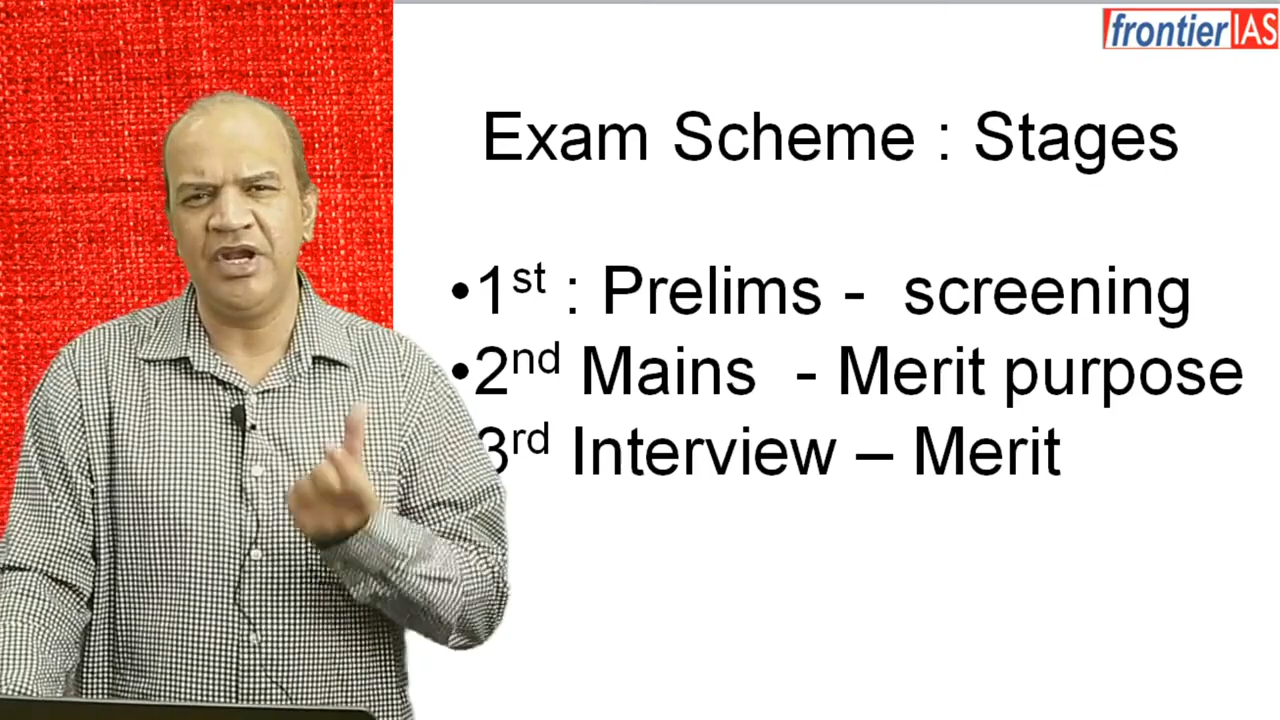 frontierIAS
Exam Scheme : Stages
•1st : Prelims - screening
•2nd Mains - Merit purpose
3rd Interview – Merit